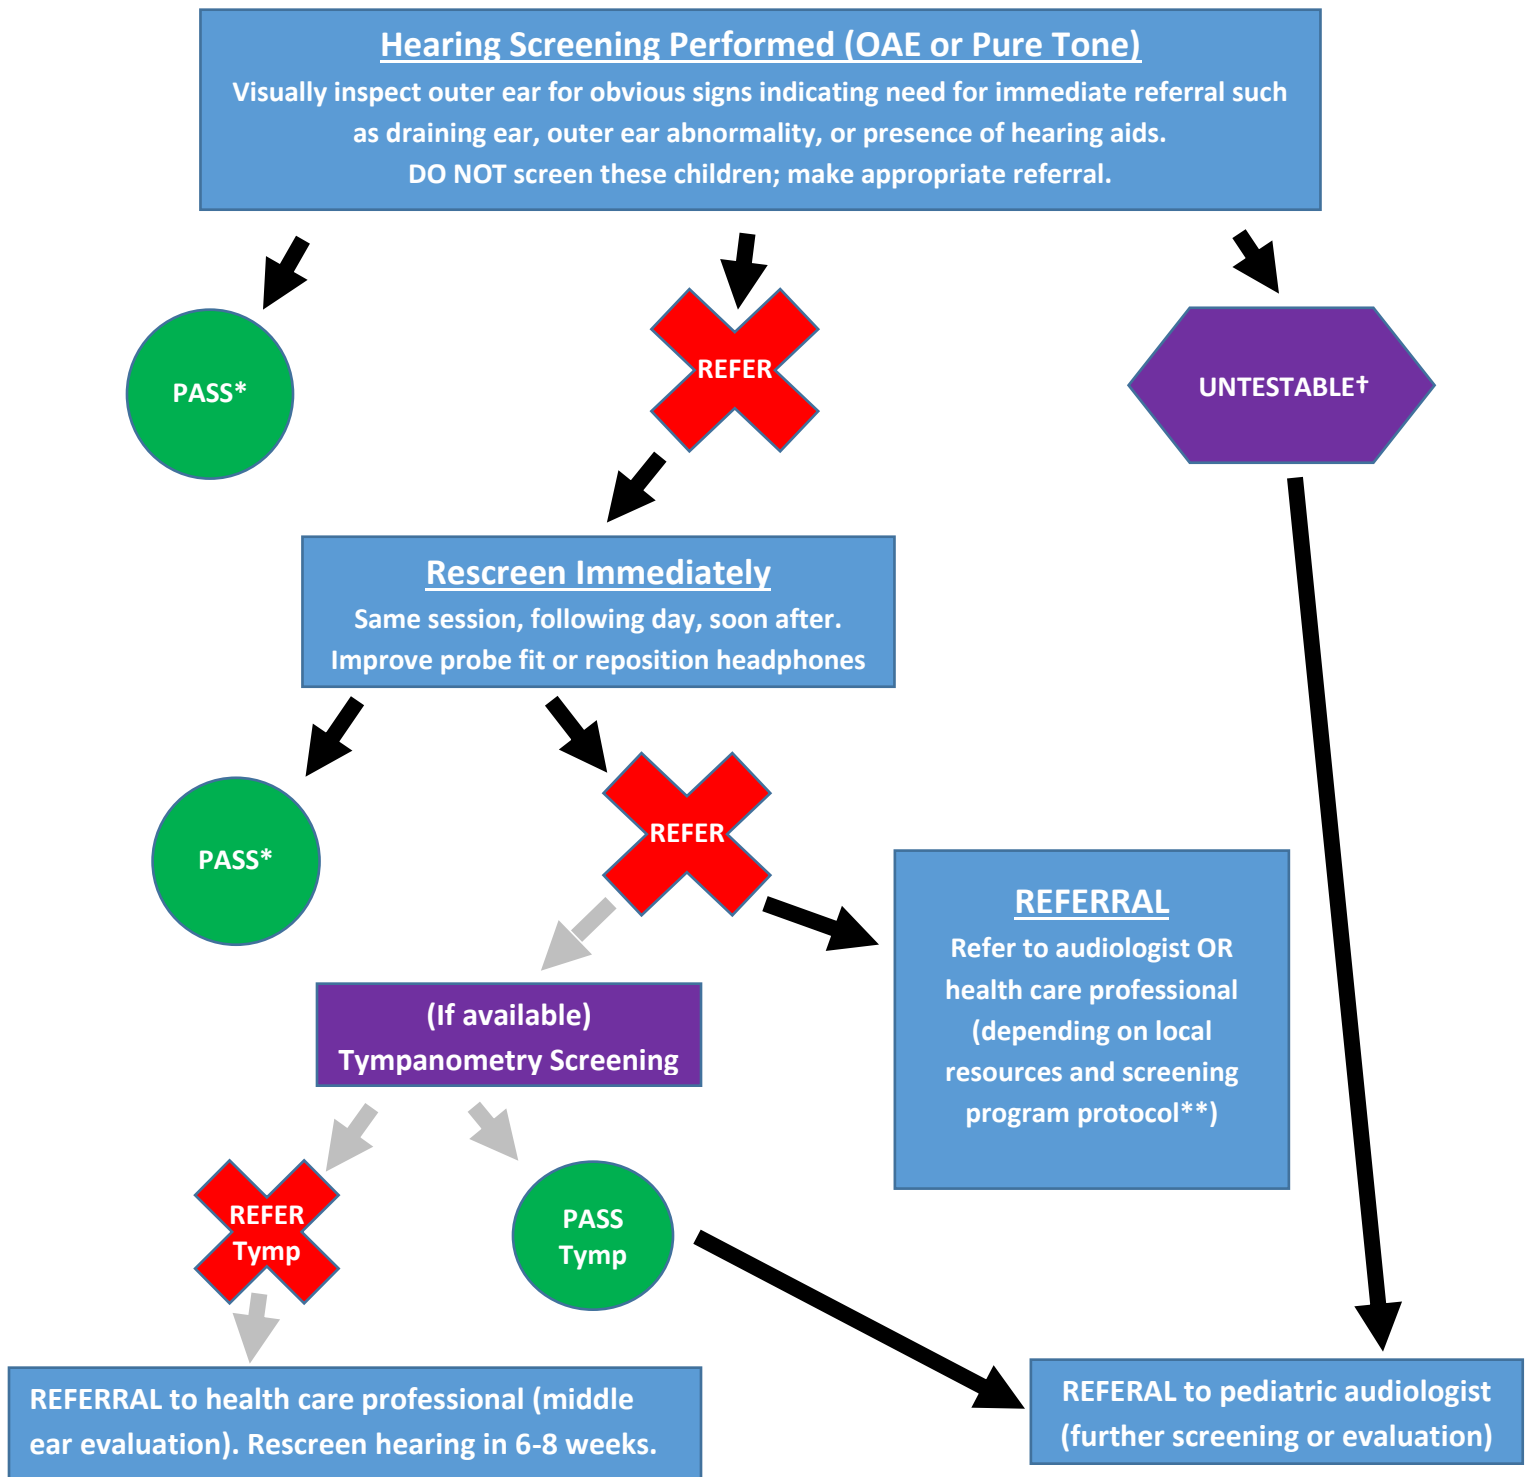 Hearing Screening Performed (OAE or Pure Tone)
Visually inspect outer ear for obvious signs indicating need for immediate referral such
as draining ear, outer ear abnormality, or presence of hearing aids.
DO NOT screen these children; make appropriate referral.
PASS*
REFER
UNTESTABLE†
Rescreen Immediately
Same session, following day, soon after.
Improve probe fit or reposition headphones
PASS*
REFER
REFERRAL
Refer to audiologist OR
health care professional
(depending on local
resources and screening
program protocol**)
(If available)
Tympanometry Screening
REFER
Tymp
PASS
Tymp
REFERRAL to health care professional (middle
ear evaluation). Rescreen hearing in 6-8 weeks.
REFERAL to pediatric audiologist
(further screening or evaluation)